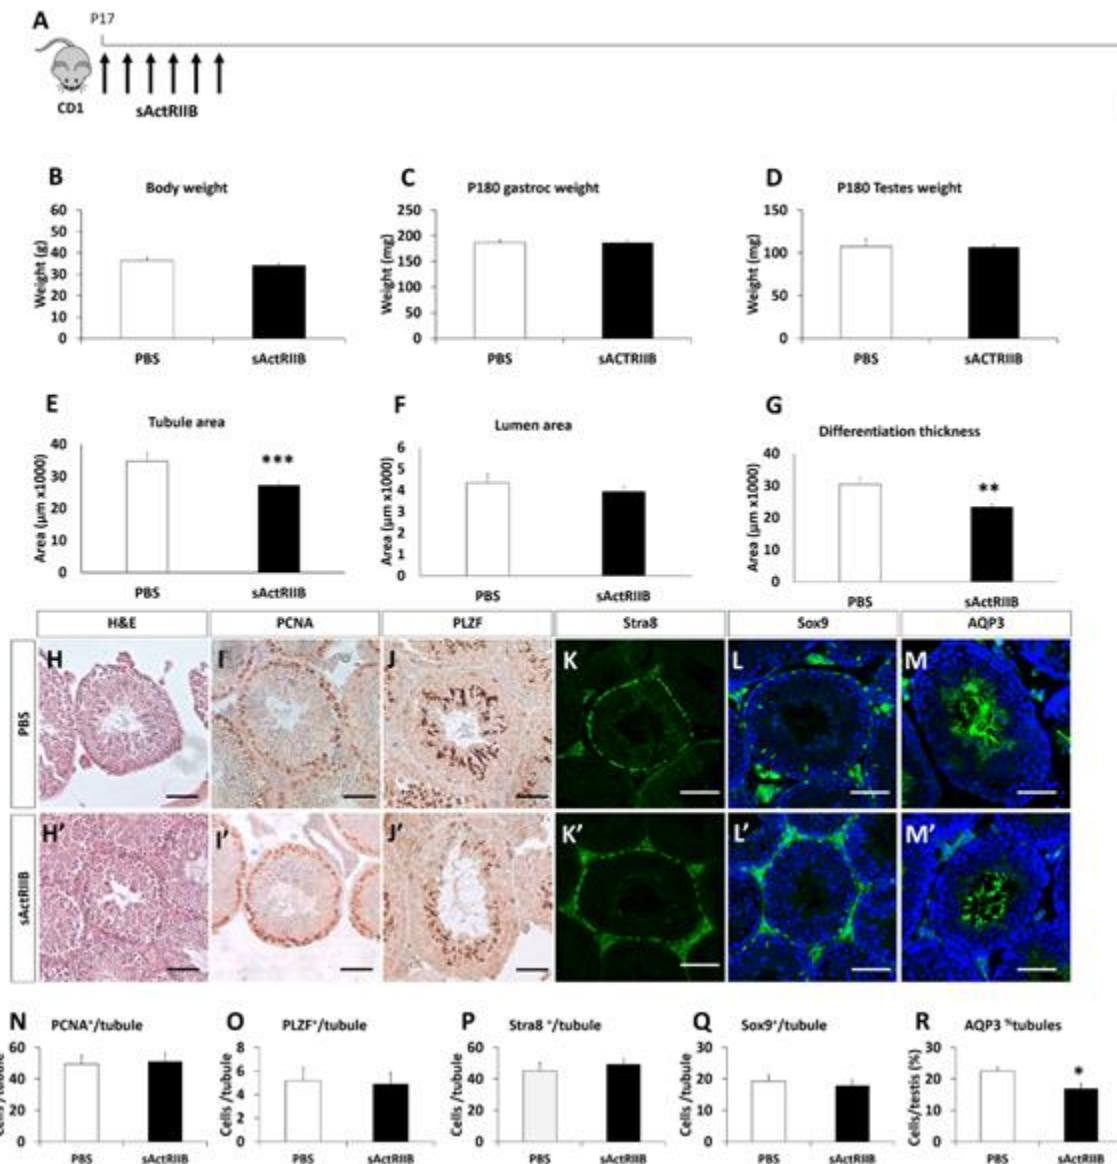 A
P17
CD1
sActRIIB
B
Body weight
60
50
40
30
20
10
0
Weight (g)
PBS
sActRIIB
C
P180 gastroc weight
250
200
150
100
50
0
Weight (mg)
PBS
sACTRIIB
D
P180 Testes weight
150
100
50
0
Weight (mg)
PBS
sACTRIIB
E
Tubule area
40
30
20
10
0
Area (µm x1000)
***
PBS
sActRIIB
F
Lumen area
6
5
4
3
2
1
0
Area (µm x1000)
PBS
sActRIIB
G
Differentiation thickness
40
30
20
10
0
Area (µm x1000)
**
PBS
sActRIIB
H&E
PCNA
PLZF
Stra8
Sox9
AQP3
PBS
H
I
J
K
L
M
sActRIIB
H'
I'
J'
K'
L'
M'
N
PCNA⁺/tubule
60
40
20
0
Cells /tubule
PBS
sActRIIB
O
PLZF⁺/tubule
8
6
4
2
0
Cells /tubule
PBS
sActRIIB
P
Stra8 ⁺/tubule
60
40
20
0
Cells /tubule
PBS
sActRIIB
Q
Sox9⁺/tubule
30
20
10
0
Cells /tubule
PBS
sActRIIB
R
AQP3 %tubules
30
20
10
0
Cells/testis (%)
*
PBS
sActRIIB